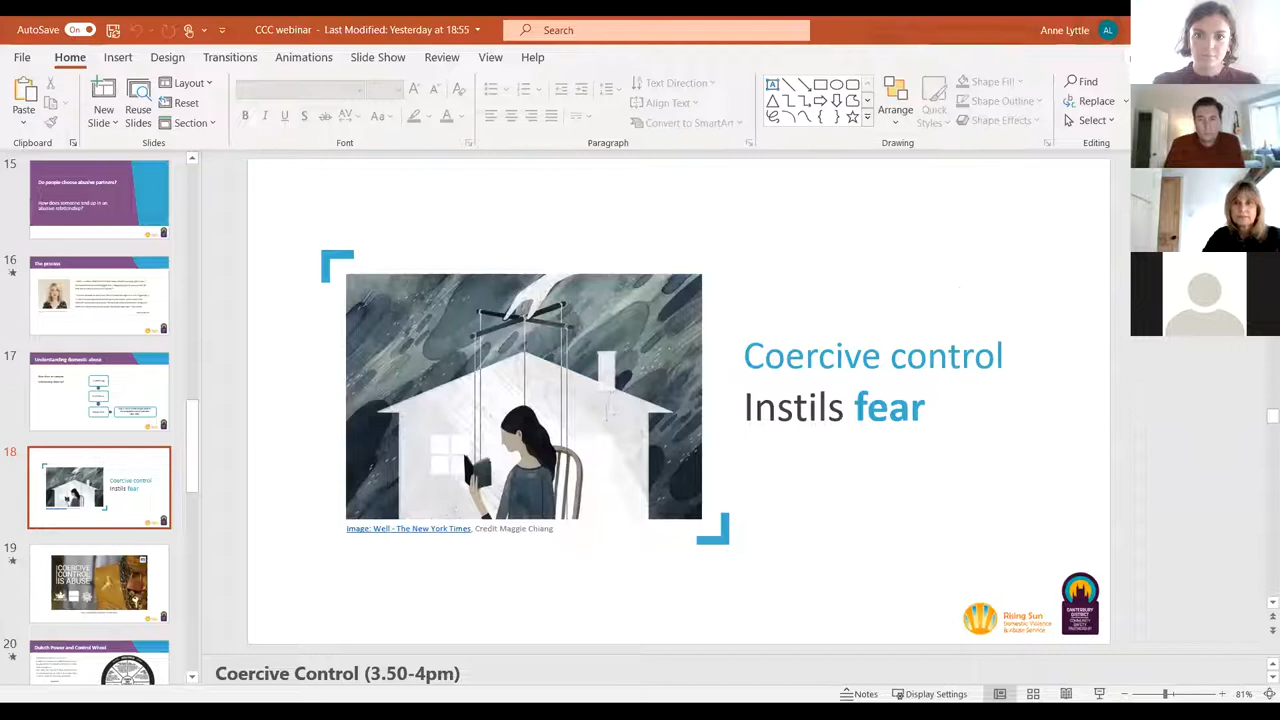 AutoSave On
CCC webinar - Last Modified: Yesterday at 18:55
Search
Anne Lyttle AL
File Home Insert Design Transitions Animations Slide Show Review View Help
Paste
New Slide
Reuse Slides
Layout
Reset
Section
Text Direction
Align Text
Convert to SmartArt
Arrange
Quick Styles
Shape Fill
Shape Outline
Shape Effects
Find
Replace
Select
Clipboard Slides Font Paragraph Drawing Editing
15
Do people choose abusive partners?
How does someone end up in an
abusive relationship?
16
The process
17
Understanding domestic abuse
18
Coercive control
Instils fear
19
COERCIVE
CONTROL
IS ABUSE
20
Duluth Power and Control Wheel
Coercive control
Instils fear
Image: Well - The New York Times, Credit Maggie Chiang
Rising Sun
Domestic Violence
& Abuse Service
CANTERBURY
DISTRICT
COMMUNITY
SAFETY
PARTNERSHIP
Coercive Control (3.50-4pm)
Notes Display Settings 81%